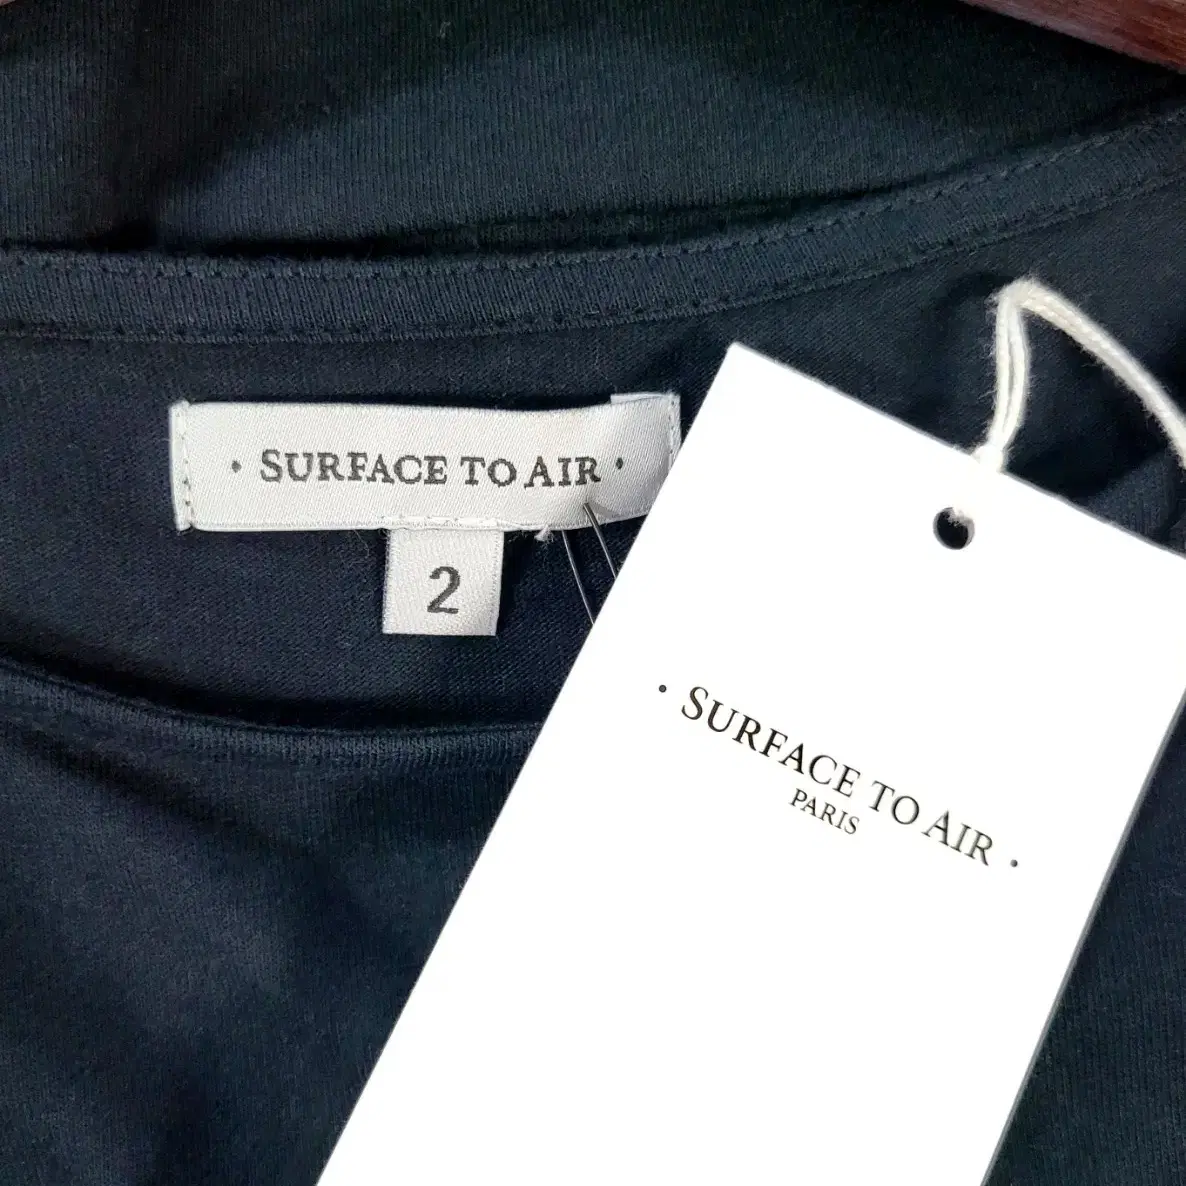 · SURFACE TO AIR ·
2
· SURFACE TO AIR ·
PARIS